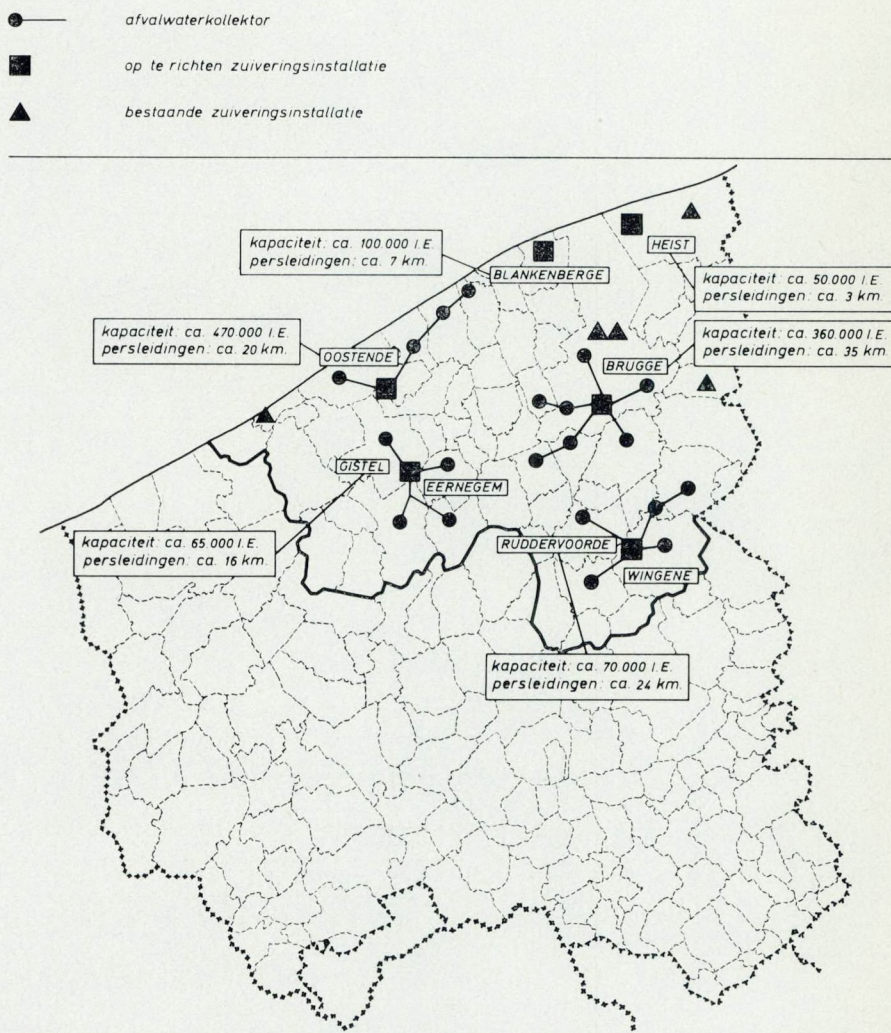 afvalwaterkollektor
op te richten zuiveringsinstallatie
bestaande zuiveringsinstallatie
kapaciteit: ca. 100.000 I.E.
persleidingen: ca. 7 km.
HEIST
BLANKENBERGE
kapaciteit: ca. 50.000 I.E.
persleidingen: ca. 3 km.
kapaciteit: ca. 470.000 I.E.
persleidingen: ca. 20 km.
OOSTENDE
kapaciteit: ca. 360.000 I.E.
persleidingen: ca. 35 km.
BRUGGE
GISTEL
EERNEGEM
kapaciteit: ca. 65.000 I.E.
persleidingen: ca. 16 km.
RUDDERVOORDE
WINGENE
kapaciteit: ca. 70.000 I.E.
persleidingen: ca. 24 km.